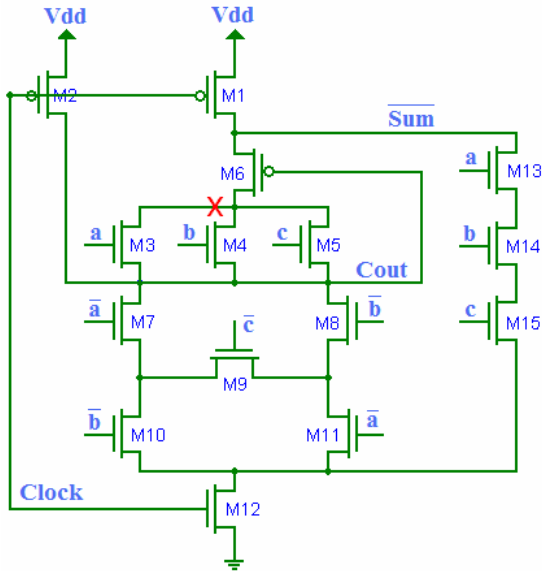 Vdd Vdd
M2 M1
S̅u̅m̅
a M13
M6
X
a M3 b M4 c M5
b M14
Cout
a̅ M7 c̅ M8 b̅
c M15
M9
b̅ M10 M11 a̅
Clock M12